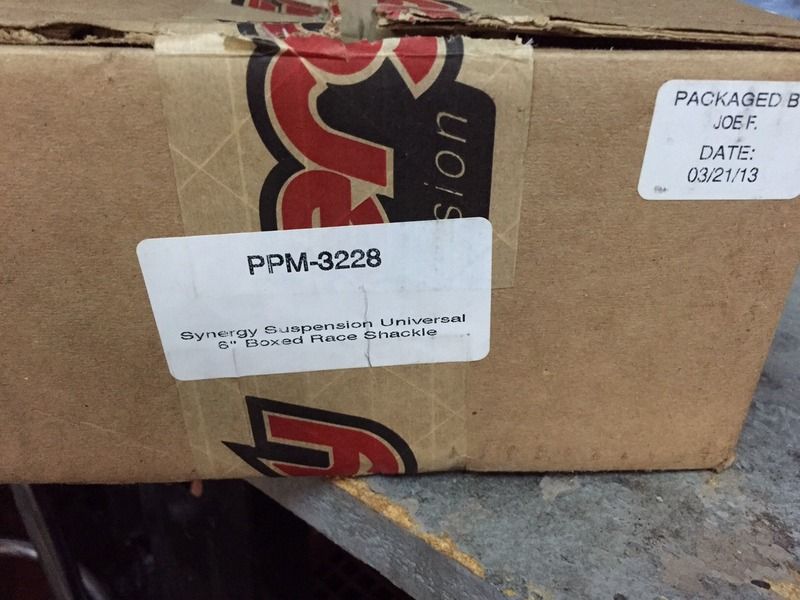 PACKAGED B
JOE F.
DATE:
03/21/13
sion
PPM-3228
Synergy Suspension Universal
6" Boxed Race Shackle